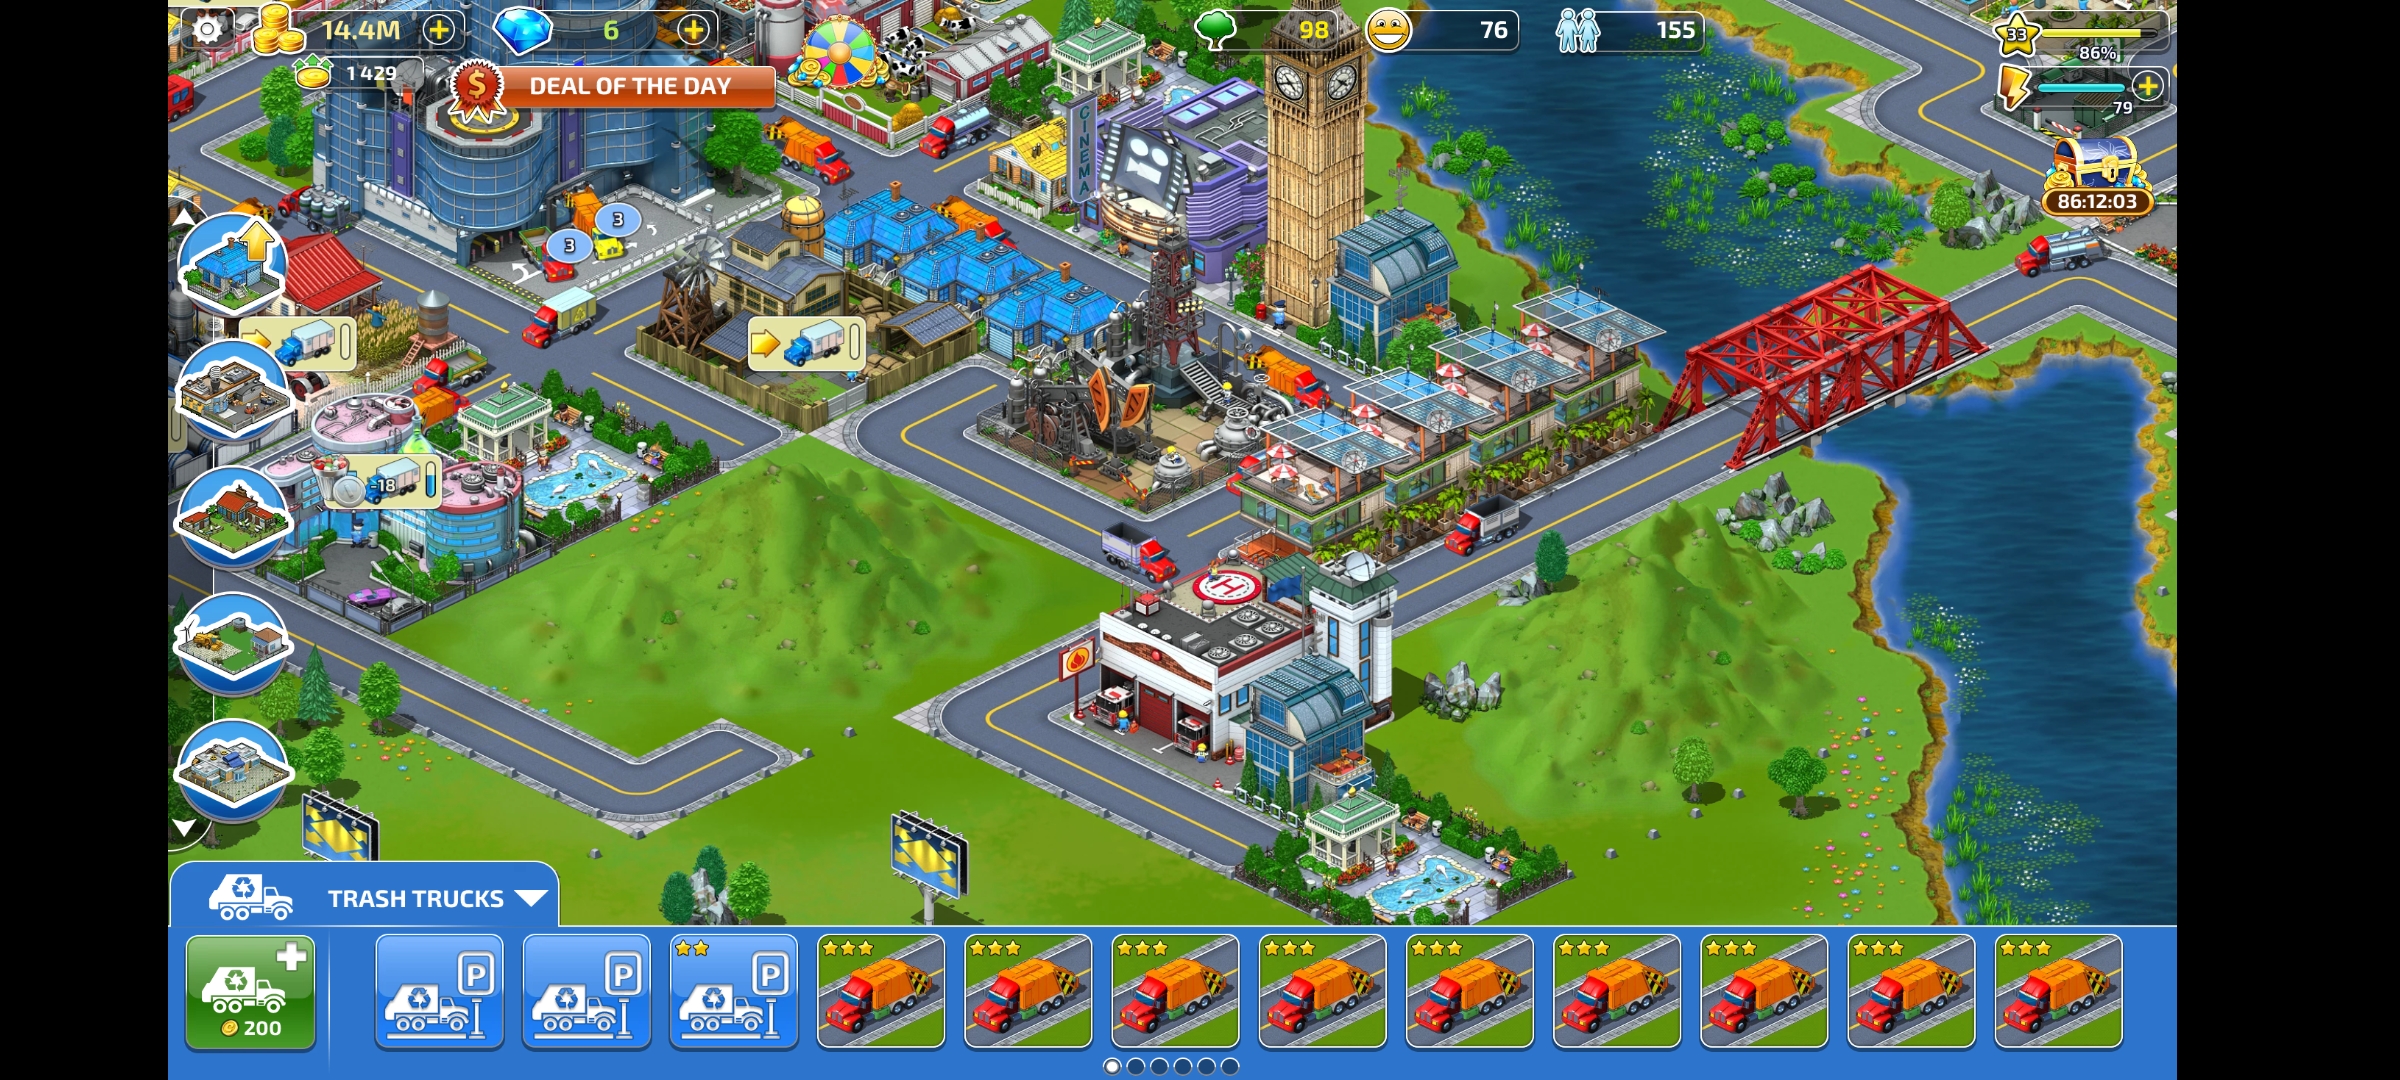 14.4M
6
98
76
155
33
86%
1 429
DEAL OF THE DAY
79
CINEMA
86:12:03
3
3
-18
H
TRASH TRUCKS
P
P
P
200